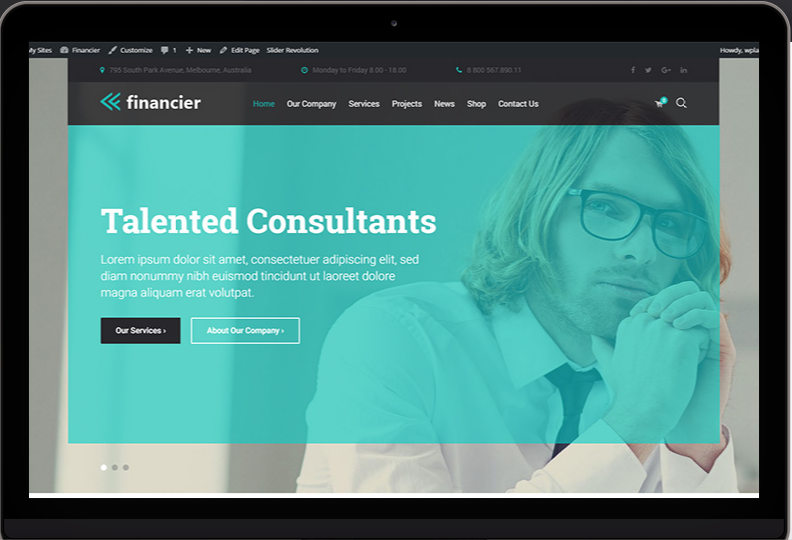 My Sites Financier Customize 1 New Edit Page Slider Revolution Howdy, wpla
795 South Park Avenue, Melbourne, Australia Monday to Friday 8.00 - 18.00 8 800 567.890.11
financier Home Our Company Services Projects News Shop Contact Us
Talented Consultants
Lorem ipsum dolor sit amet, consectetuer adipiscing elit, sed
diam nonummy nibh euismod tincidunt ut laoreet dolore
magna aliquam erat volutpat.
Our Services › About Our Company ›